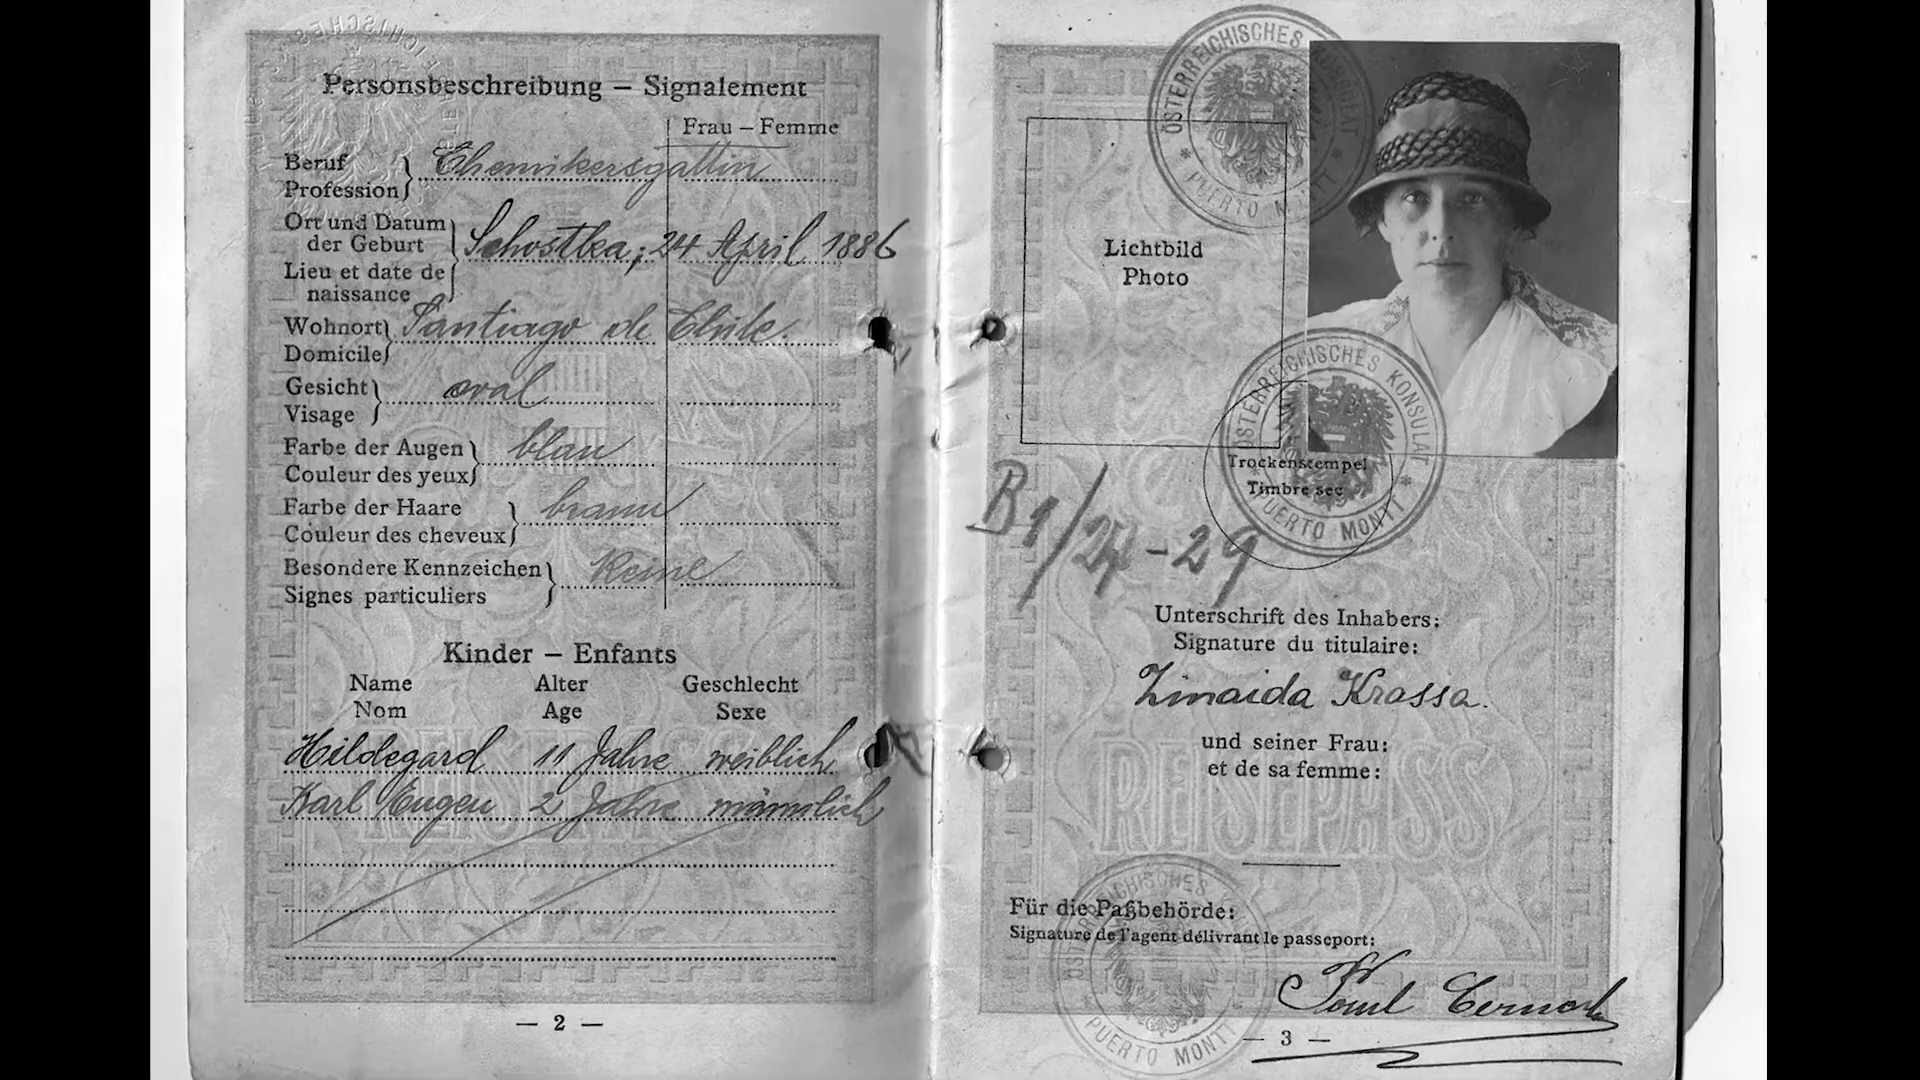 Personsbeschreibung – Signalement
Frau – Femme
Beruf
Profession
Chemikersgattin
Ort und Datum
der Geburt
Lieu et date de
naissance
Schostka; 24 April 1886
Wohnort
Domicile
Santiago de Chile.
Gesicht
Visage
oval
Farbe der Augen
Couleur des yeux
blau
Farbe der Haare
Couleur des cheveux
braun
Besondere Kennzeichen
Signes particuliers
Keine
Kinder – Enfants
Name Alter Geschlecht
Nom Age Sexe
Hildegard 11 Jahre weiblich
Karl Eugen 2 Jahre männlich
REISEPASS
— 2 —
ÖSTERREICHISCHES KONSULAT
PUERTO MONTT
Lichtbild
Photo
ÖSTERREICHISCHES KONSULAT
PUERTO MONTT
Trockenstempel
Timbre sec
B1/24-29
Unterschrift des Inhabers:
Signature du titulaire:
Zinaida Krassa.
und seiner Frau:
et de sa femme:
REISEPASS
Für die Paßbehörde:
Signature de l'agent délivrant le passeport:
PUERTO MONTT
— 3 —